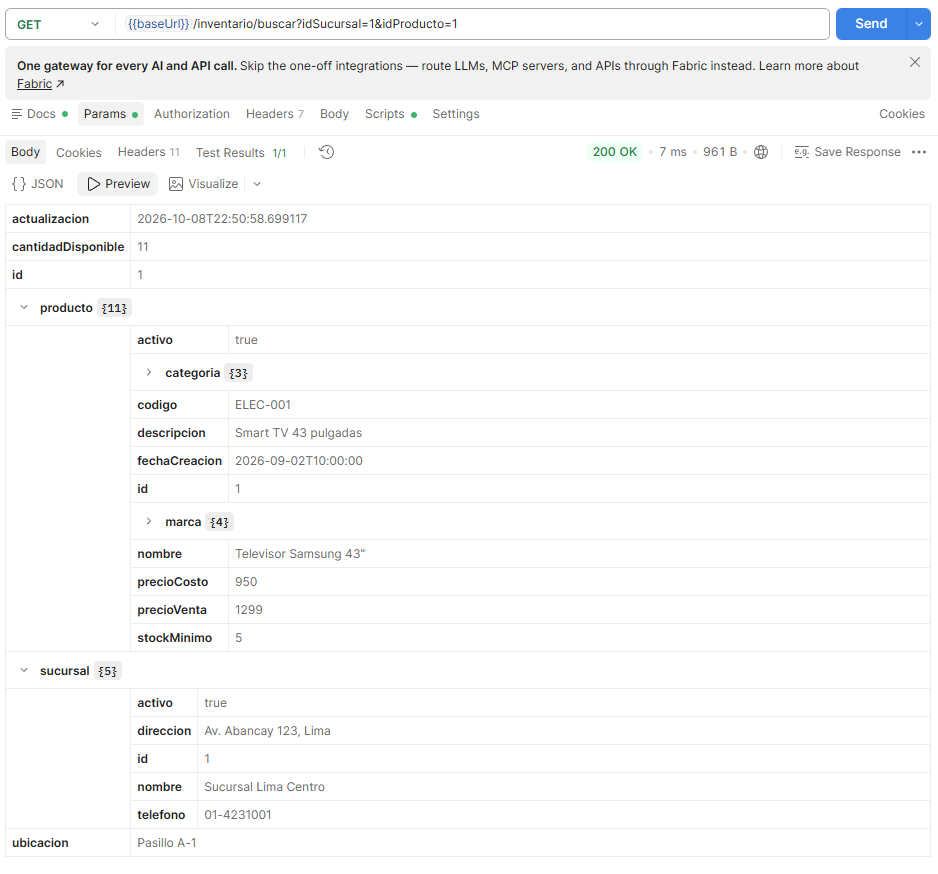 GET {{baseUrl}} /inventario/buscar?idSucursal=1&idProducto=1 Send
One gateway for every AI and API call. Skip the one-off integrations — route LLMs, MCP servers, and APIs through Fabric instead. Learn more about
Fabric ↗
Docs Params Authorization Headers 7 Body Scripts Settings Cookies
Body Cookies Headers 11 Test Results 1/1 200 OK • 7 ms • 961 B • e.g. Save Response •••
{} JSON Preview Visualize
actualizacion 2026-10-08T22:50:58.699117
cantidadDisponible 11
id 1
producto {11}
activo true
categoria {3}
codigo ELEC-001
descripcion Smart TV 43 pulgadas
fechaCreacion 2026-09-02T10:00:00
id 1
marca {4}
nombre Televisor Samsung 43"
precioCosto 950
precioVenta 1299
stockMinimo 5
sucursal {5}
activo true
direccion Av. Abancay 123, Lima
id 1
nombre Sucursal Lima Centro
telefono 01-4231001
ubicacion Pasillo A-1